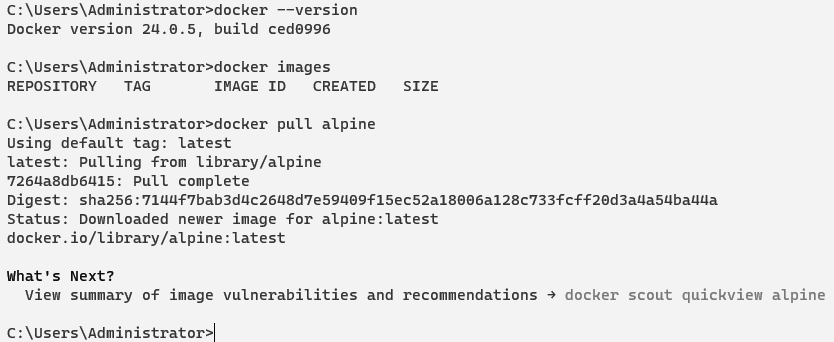 C:\Users\Administrator>docker --version
Docker version 24.0.5, build ced0996
C:\Users\Administrator>docker images
REPOSITORY   TAG       IMAGE ID   CREATED   SIZE
C:\Users\Administrator>docker pull alpine
Using default tag: latest
latest: Pulling from library/alpine
7264a8db6415: Pull complete
Digest: sha256:7144f7bab3d4c2648d7e59409f15ec52a18006a128c733fcff20d3a4a54ba44a
Status: Downloaded newer image for alpine:latest
docker.io/library/alpine:latest
What's Next?
  View summary of image vulnerabilities and recommendations → docker scout quickview alpine
C:\Users\Administrator>